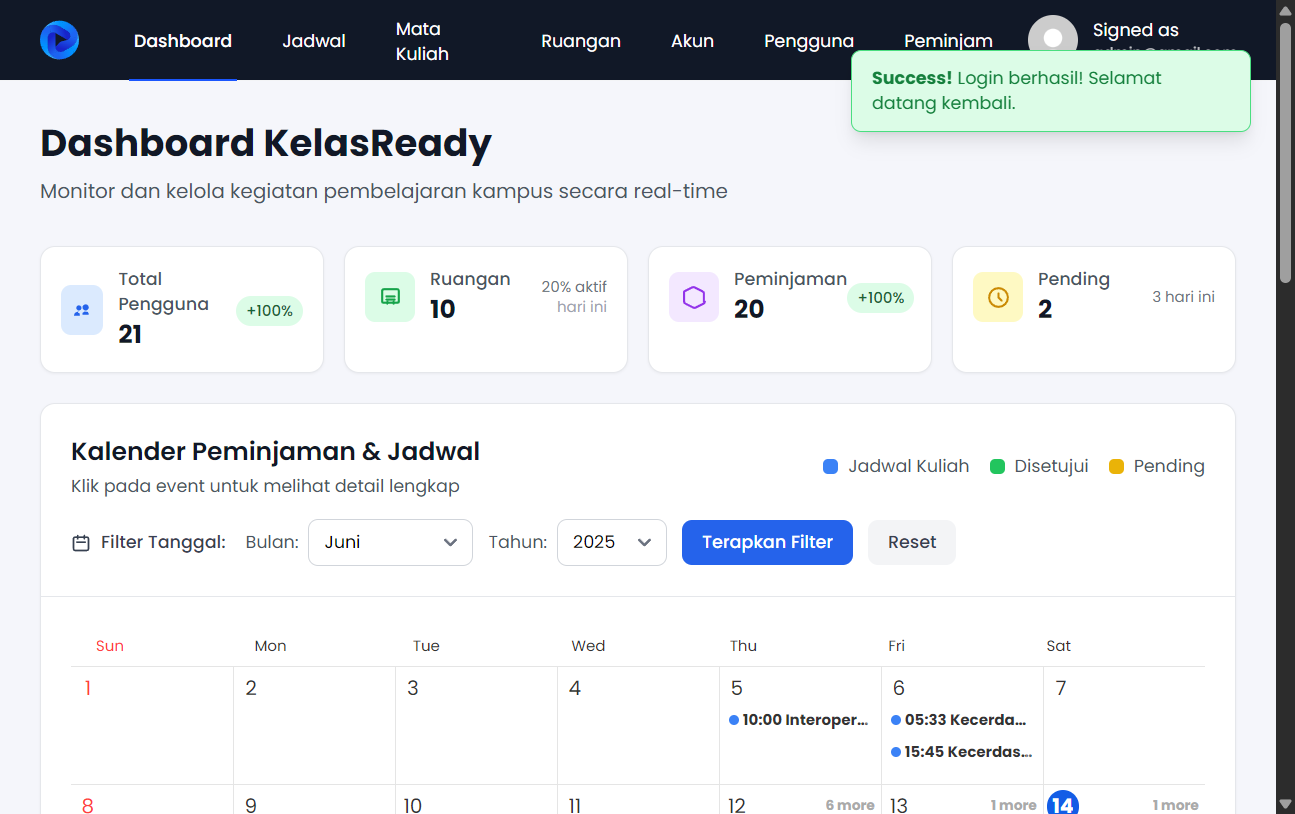 Dashboard
Jadwal
Mata
Kuliah
Ruangan
Akun
Pengguna
Peminjam
Signed as
Success! Login berhasil! Selamat
datang kembali.
Dashboard KelasReady
Monitor dan kelola kegiatan pembelajaran kampus secara real-time
Total
Pengguna
21
+100%
Ruangan
10
20% aktif
hari ini
Peminjaman
20
+100%
Pending
2
3 hari ini
Kalender Peminjaman & Jadwal
Klik pada event untuk melihat detail lengkap
Jadwal Kuliah
Disetujui
Pending
Filter Tanggal:
Bulan:
Juni
Tahun:
2025
Terapkan Filter
Reset
Sun Mon Tue Wed Thu Fri Sat
1 2 3 4 5 6 7
10:00 Interoper...
05:33 Kecerda...
15:45 Kecerdas...
8 9 10 11 12 6 more 13 1 more 14 1 more